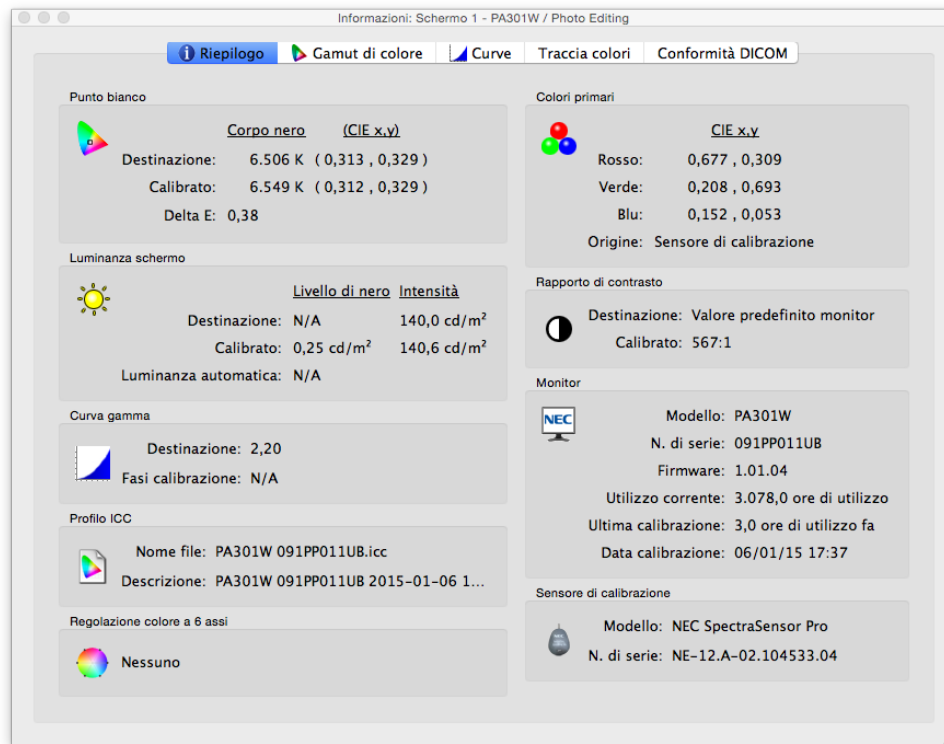 Informazioni: Schermo 1 - PA301W / Photo Editing
Riepilogo
Gamut di colore
Curve
Traccia colori
Conformità DICOM
Punto bianco
Corpo nero (CIE x,y)
Destinazione: 6.506 K ( 0,313 , 0,329 )
Calibrato: 6.549 K ( 0,312 , 0,329 )
Delta E: 0,38
Luminanza schermo
Livello di nero Intensità
Destinazione: N/A 140,0 cd/m²
Calibrato: 0,25 cd/m² 140,6 cd/m²
Luminanza automatica: N/A
Curva gamma
Destinazione: 2,20
Fasi calibrazione: N/A
Profilo ICC
Nome file: PA301W 091PP011UB.icc
Descrizione: PA301W 091PP011UB 2015-01-06 1...
Regolazione colore a 6 assi
Nessuno
Colori primari
CIE x,y
Rosso: 0,677 , 0,309
Verde: 0,208 , 0,693
Blu: 0,152 , 0,053
Origine: Sensore di calibrazione
Rapporto di contrasto
Destinazione: Valore predefinito monitor
Calibrato: 567:1
Monitor
NEC
Modello: PA301W
N. di serie: 091PP011UB
Firmware: 1.01.04
Utilizzo corrente: 3.078,0 ore di utilizzo
Ultima calibrazione: 3,0 ore di utilizzo fa
Data calibrazione: 06/01/15 17:37
Sensore di calibrazione
Modello: NEC SpectraSensor Pro
N. di serie: NE-12.A-02.104533.04